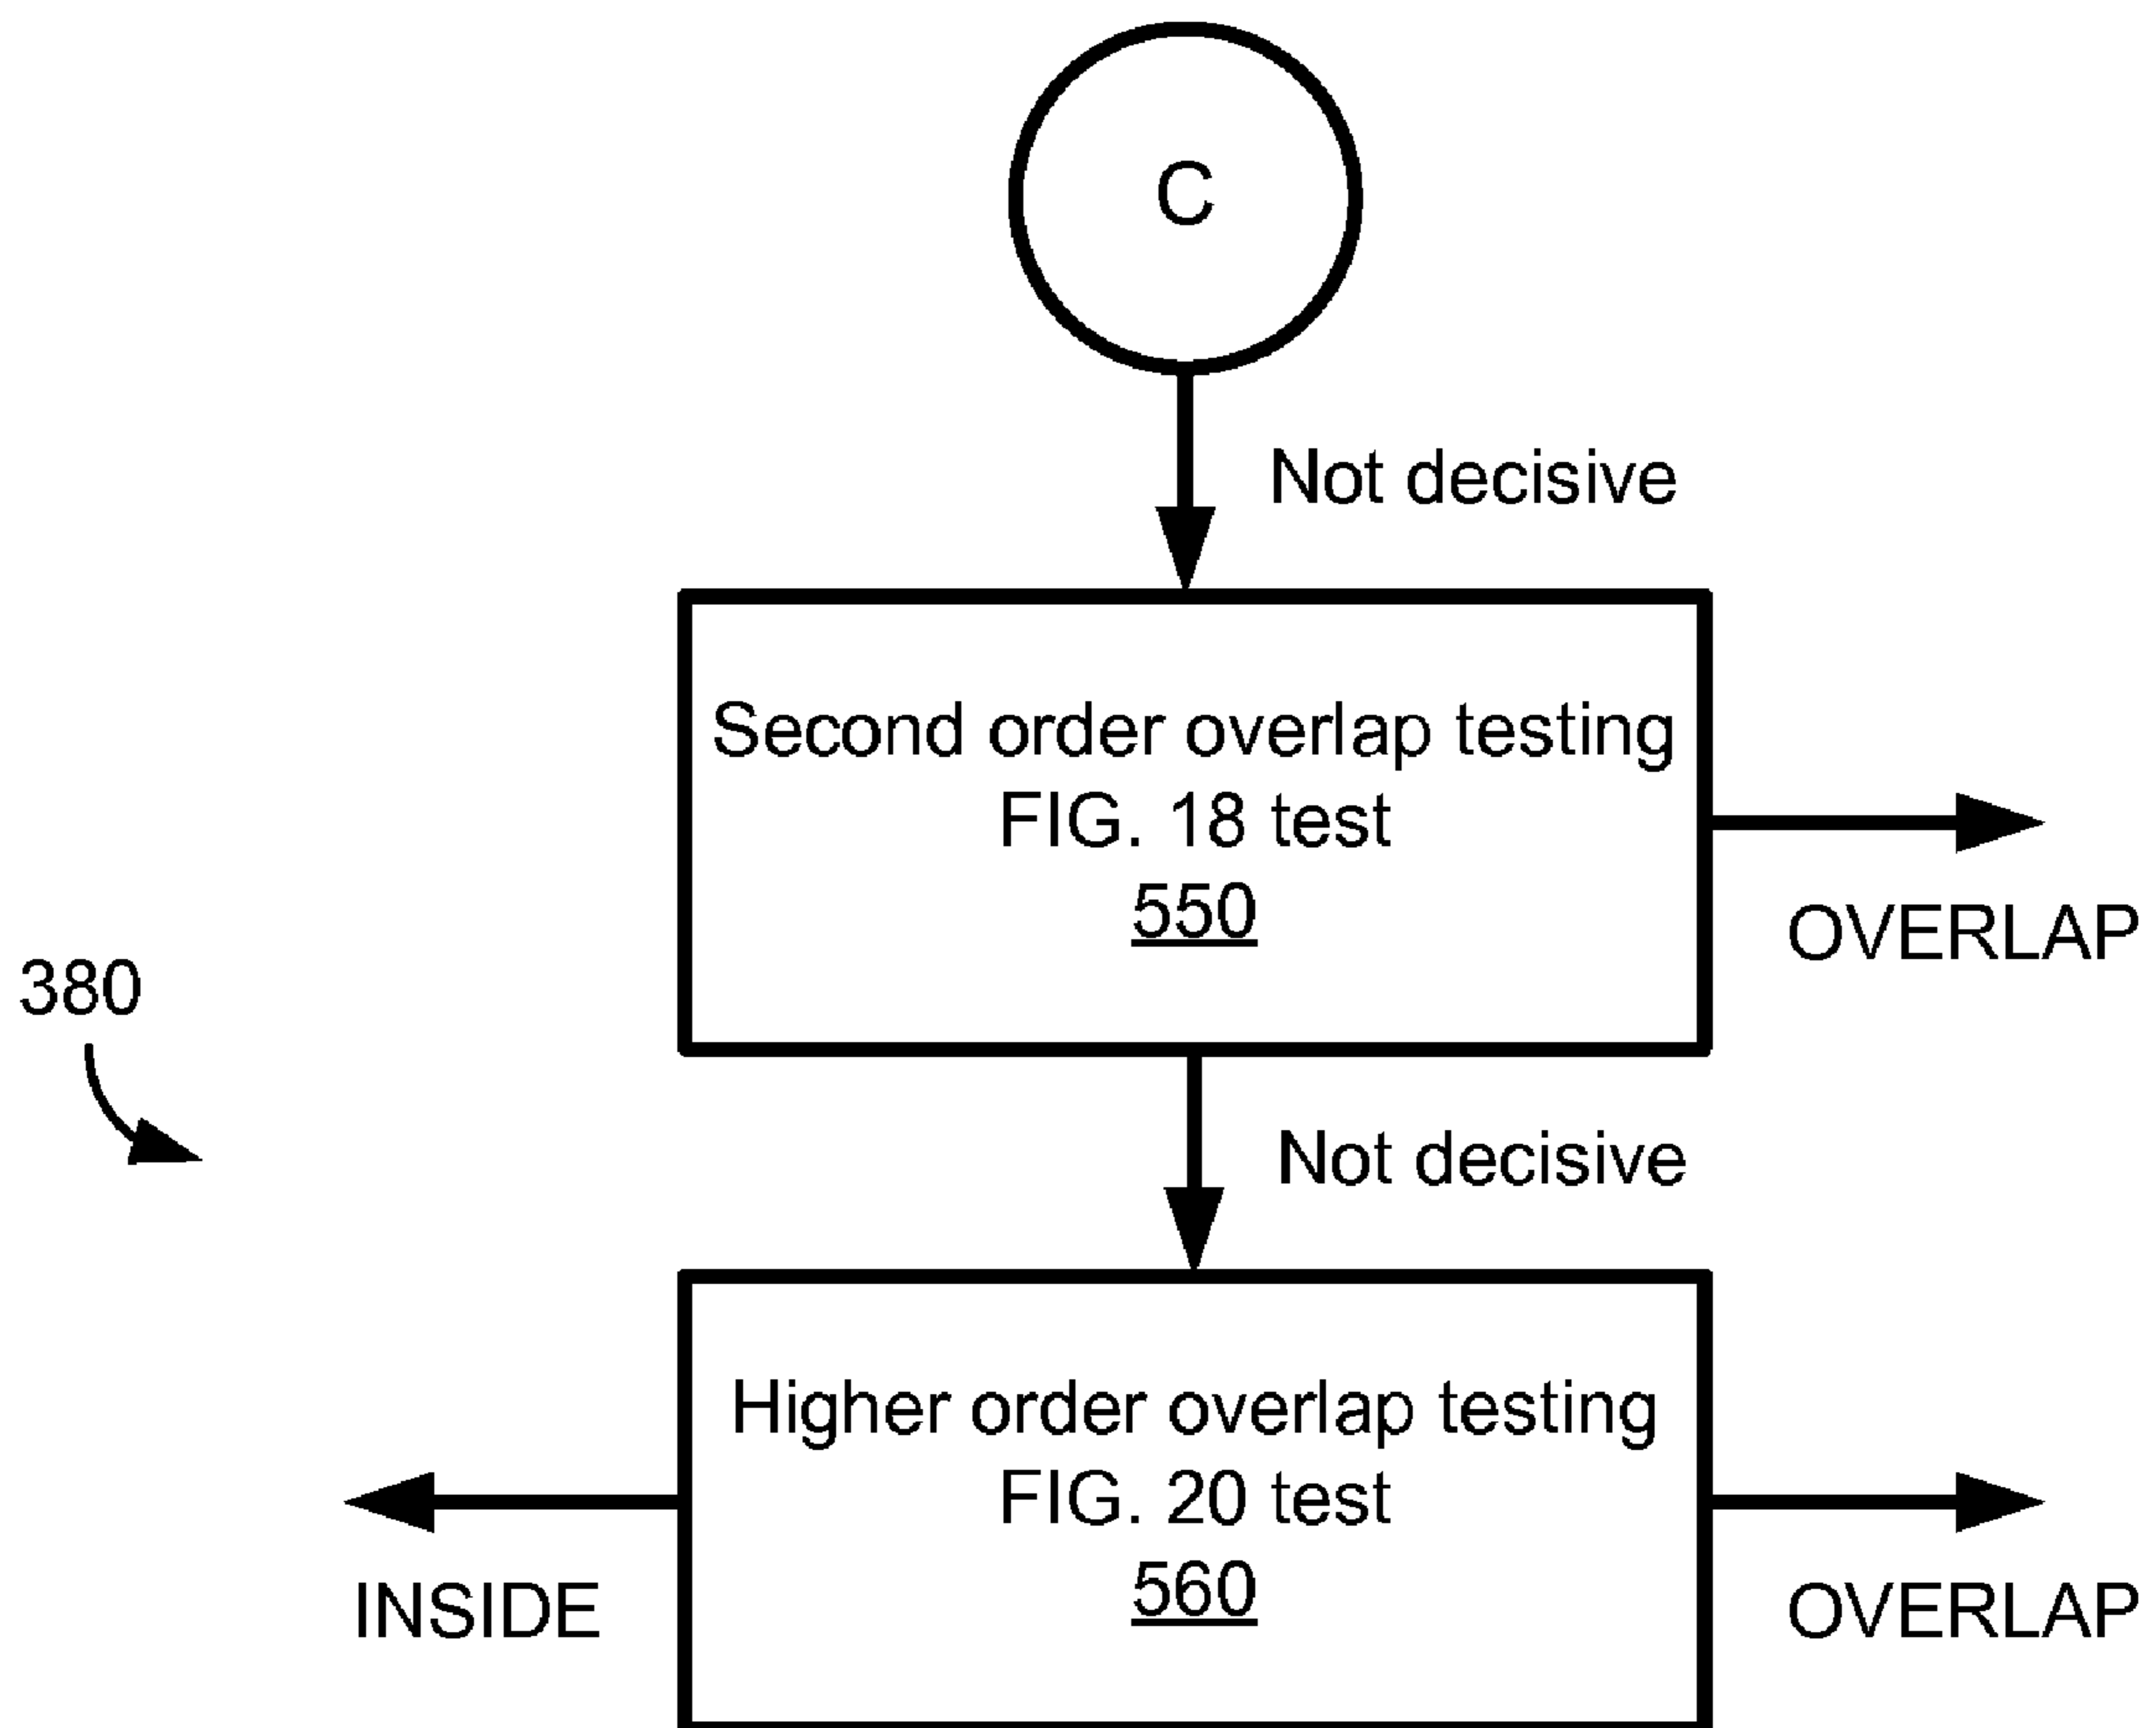 C
Not decisive
Second order overlap testing
FIG. 18 test
550
OVERLAP
380
Not decisive
Higher order overlap testing
FIG. 20 test
560
INSIDE
OVERLAP